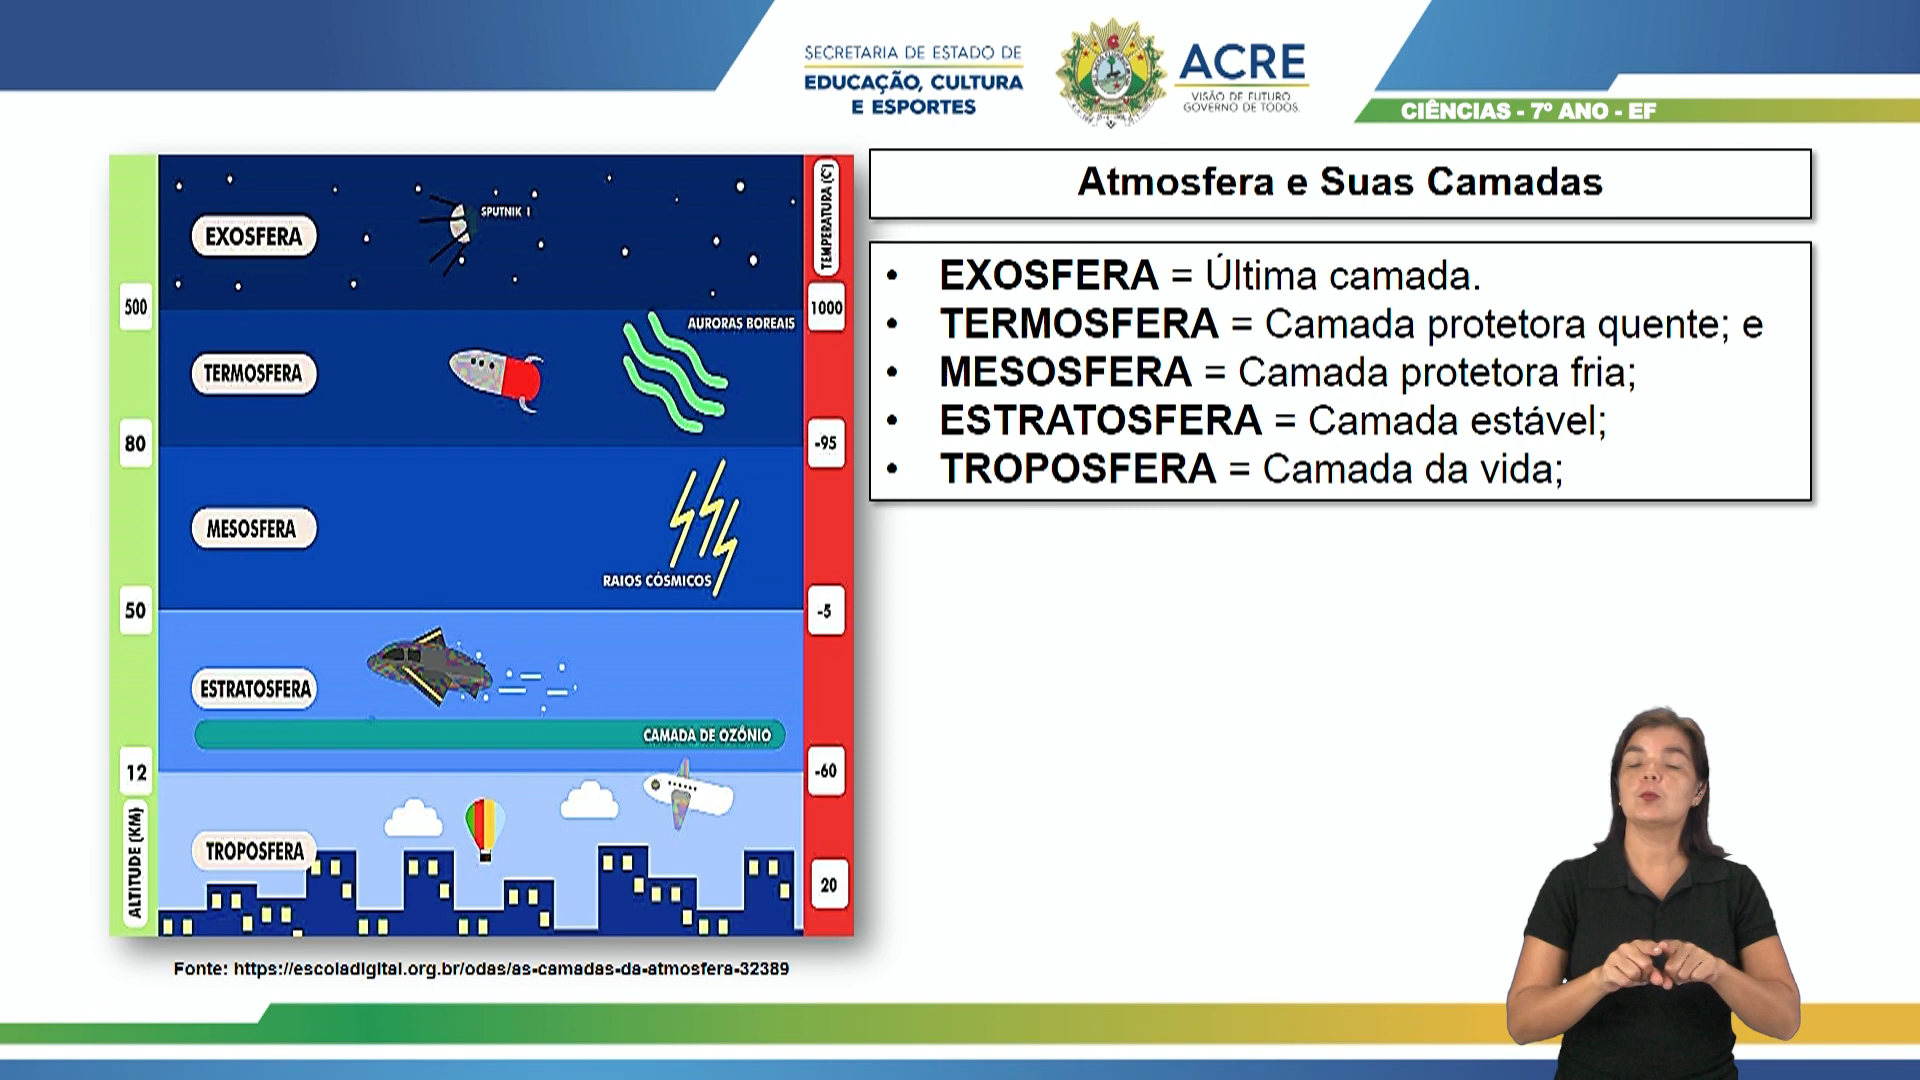 SECRETARIA DE ESTADO DE
EDUCAÇÃO, CULTURA
E ESPORTES
ACRE
VISÃO DE FUTURO
GOVERNO DE TODOS.
CIÊNCIAS - 7º ANO - EF
EXOSFERA
SPUTNIK 1
TEMPERATURA (C°)
500
1000
AURORAS BOREAIS
TERMOSFERA
80
-95
MESOSFERA
RAIOS CÓSMICOS
50
-5
ESTRATOSFERA
CAMADA DE OZÔNIO
12
-60
ALTITUDE (KM)
TROPOSFERA
20
Fonte: https://escoladigital.org.br/odas/as-camadas-da-atmosfera-32389
Atmosfera e Suas Camadas
• EXOSFERA = Última camada.
• TERMOSFERA = Camada protetora quente; e
• MESOSFERA = Camada protetora fria;
• ESTRATOSFERA = Camada estável;
• TROPOSFERA = Camada da vida;